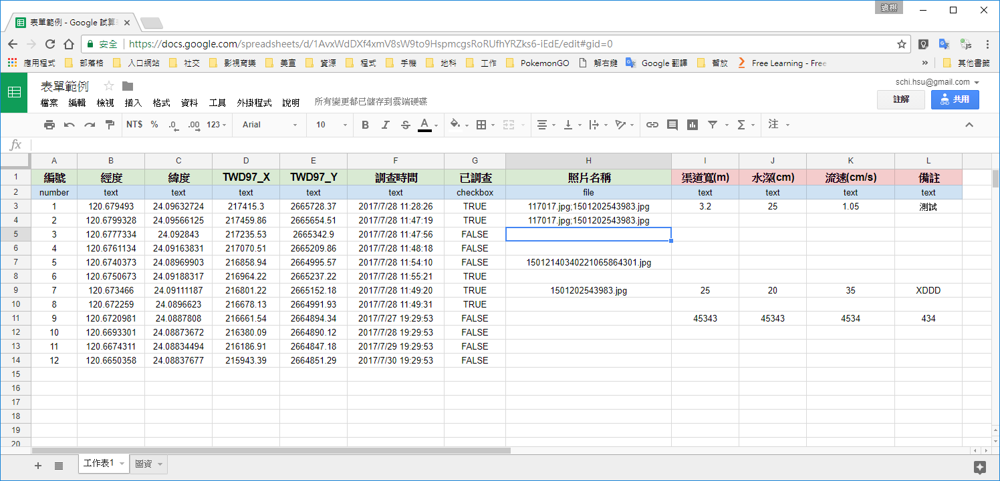 適棋
表單範例 - Google 試算
安全 https://docs.google.com/spreadsheets/d/1AvxWdDXf4xmV8sW9to9HspmcgsRoRUfhYRZks6-iEdE/edit#gid=0
應用程式 部落格 入口網站 社交 影視音樂 美宣 資源 程式 手機 地科 工作 PokemonGO 解右鍵 Google 翻譯 暫放 Free Learning - Free » 其他書籤
表單範例 schi.hsu@gmail.com
檔案 編輯 檢視 插入 格式 資料 工具 外掛程式 說明 所有變更都已儲存到雲端硬碟 註解 共用
NT$ % .0 .00 123 Arial 10 B I S A Σ 注
fx
A B C D E F G H I J K L
1 編號 經度 緯度 TWD97_X TWD97_Y 調查時間 已調查 照片名稱 渠道寬(m) 水深(cm) 流速(cm/s) 備註
2 number text text text text text checkbox file text text text text
3 1 120.679493 24.09632724 217415.3 2665728.37 2017/7/28 11:28:26 TRUE 117017.jpg;1501202543983.jpg 3.2 25 1.05 測試
4 2 120.6799328 24.09566125 217459.86 2665654.51 2017/7/28 11:47:19 TRUE 117017.jpg;1501202543983.jpg
5 3 120.6777334 24.092843 217235.53 2665342.9 2017/7/28 11:47:56 FALSE
6 4 120.6761134 24.09163831 217070.51 2665209.86 2017/7/28 11:48:18 FALSE
7 5 120.6740373 24.08969903 216858.94 2664995.57 2017/7/28 11:54:10 FALSE 15012140340221065864301.jpg
8 6 120.6750673 24.09188317 216964.22 2665237.22 2017/7/28 11:55:21 TRUE
9 7 120.673466 24.09111187 216801.22 2665152.18 2017/7/28 11:49:20 TRUE 1501202543983.jpg 25 20 35 XDDD
10 8 120.672259 24.0896623 216678.13 2664991.93 2017/7/28 11:49:31 TRUE
11 9 120.6720981 24.0887808 216661.54 2664894.34 2017/7/27 19:29:53 FALSE 45343 45343 4534 434
12 10 120.6693301 24.08873672 216380.09 2664890.12 2017/7/28 19:29:53 FALSE
13 11 120.6674311 24.08834494 216186.91 2664847.18 2017/7/29 19:29:53 FALSE
14 12 120.6650358 24.08837677 215943.39 2664851.29 2017/7/30 19:29:53 FALSE
15
16
17
18
19
20
工作表1 圖資